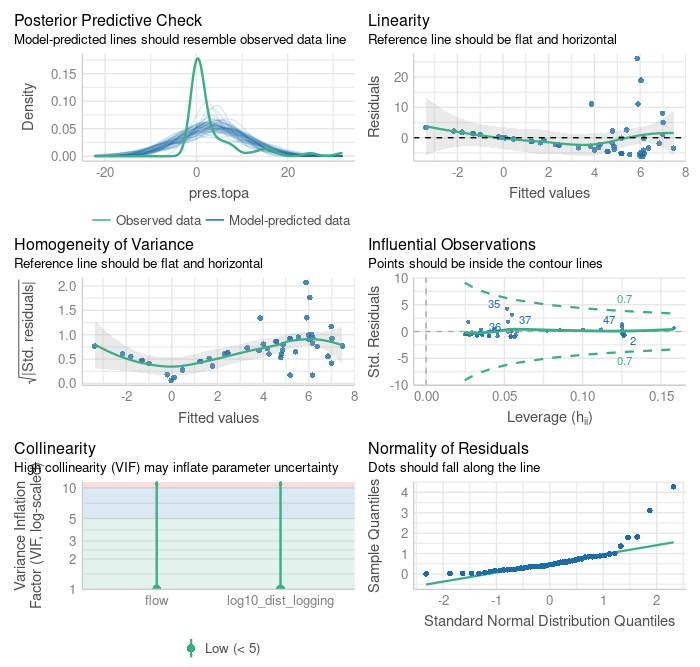 Posterior Predictive Check
Model-predicted lines should resemble observed data line
Density
0.15
0.10
0.05
0.00
-20
0
20
pres.topa
Observed data
Model-predicted data
Linearity
Reference line should be flat and horizontal
Residuals
20
10
0
-2
0
2
4
6
8
Fitted values
Homogeneity of Variance
Reference line should be flat and horizontal
√|Std. residuals|
2.0
1.5
1.0
0.5
0.0
-2
0
2
4
6
8
Fitted values
Influential Observations
Points should be inside the contour lines
Std. Residuals
10
5
0
-5
-10
0.7
35
36
37
47
2
0.7
0.00
0.05
0.10
0.15
Leverage (hii)
Collinearity
High collinearity (VIF) may inflate parameter uncertainty
Variance Inflation
Factor (VIF, log-scaled)
10
5
3
2
1
flow
log10_dist_logging
Low (< 5)
Normality of Residuals
Dots should fall along the line
Sample Quantiles
4
3
2
1
0
-2
-1
0
1
2
Standard Normal Distribution Quantiles